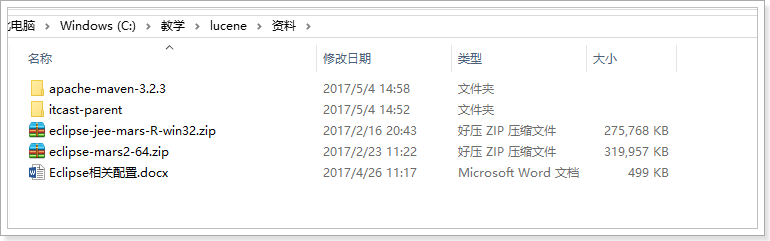 电脑 > Windows (C:) > 教学 > lucene > 资料 >
名称 修改日期 类型 大小
apache-maven-3.2.3 2017/5/4 14:58 文件夹
itcast-parent 2017/5/4 14:52 文件夹
eclipse-jee-mars-R-win32.zip 2017/2/16 20:43 好压 ZIP 压缩文件 275,768 KB
eclipse-mars2-64.zip 2017/2/23 11:22 好压 ZIP 压缩文件 319,957 KB
Eclipse相关配置.docx 2017/4/26 11:17 Microsoft Word 文档 499 KB